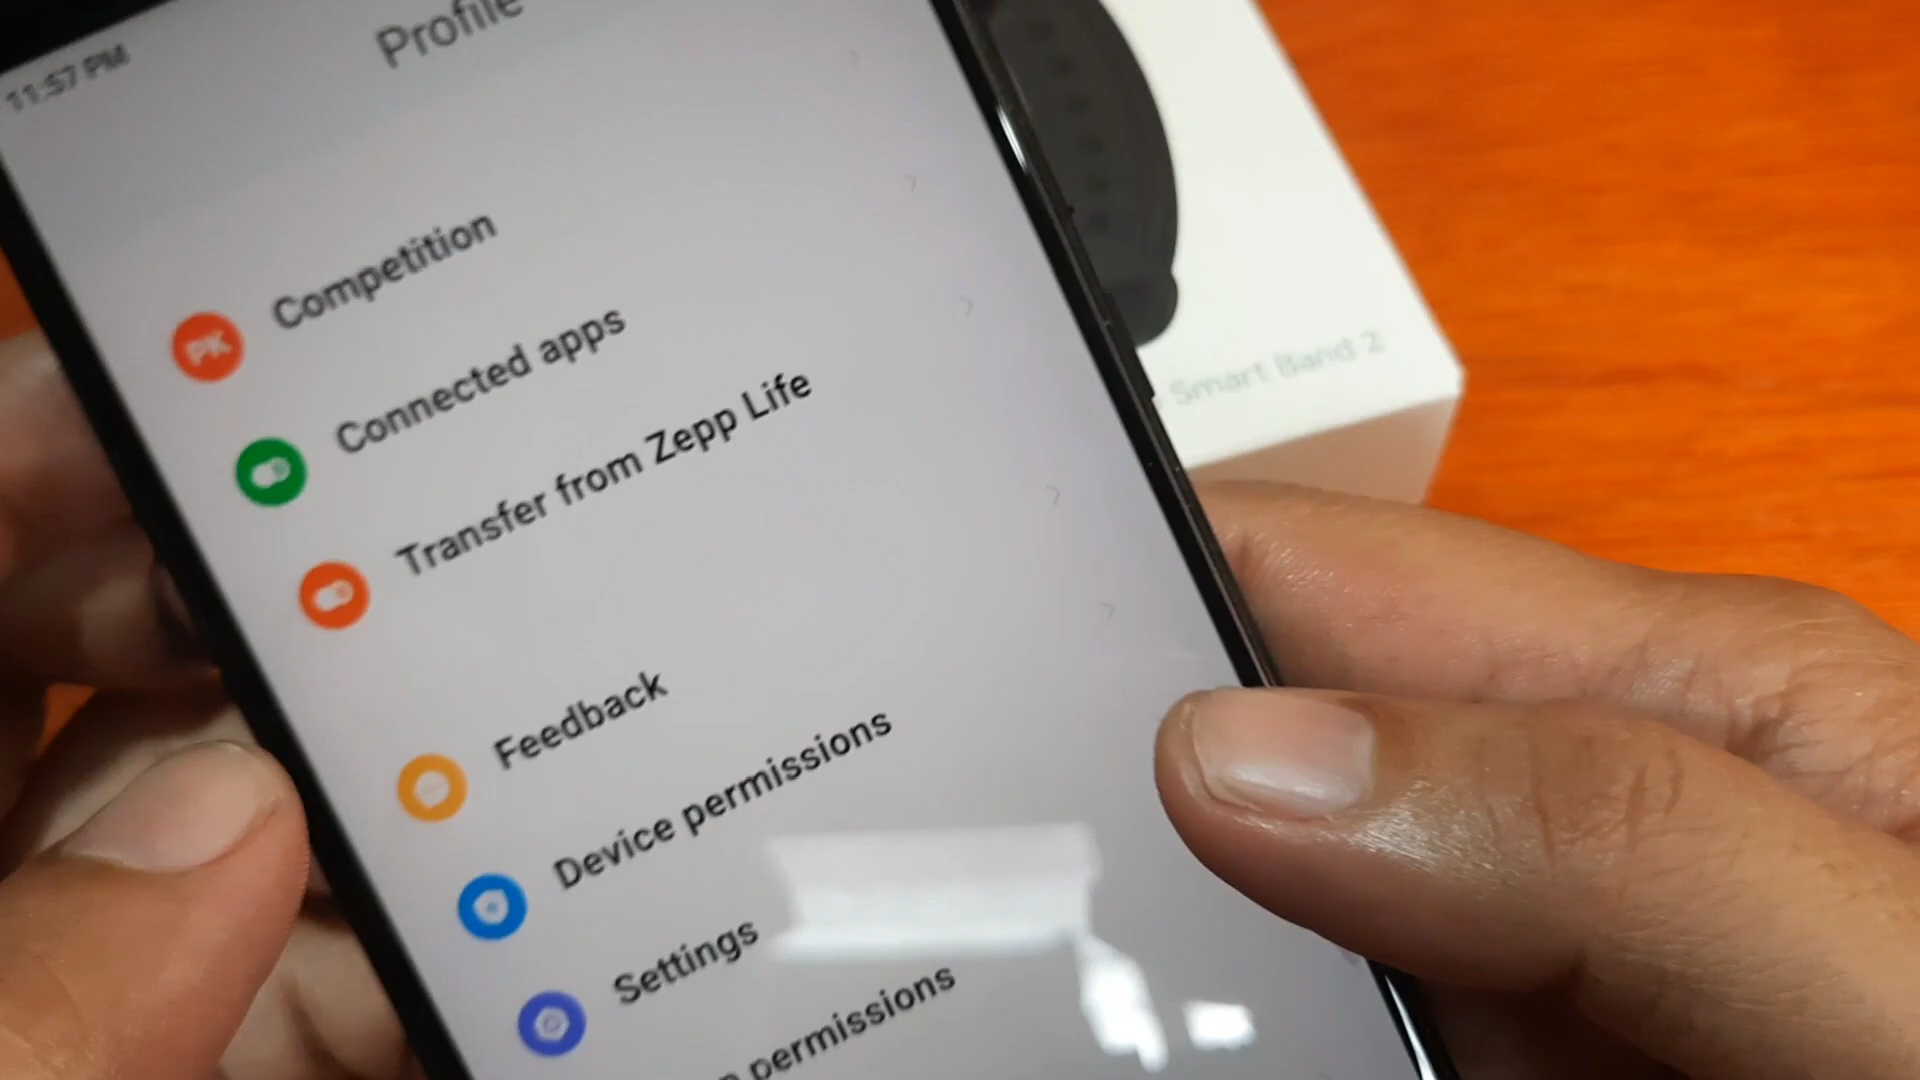 11:57 PM
Profile
PK
Competition
Connected apps
Transfer from Zepp Life
Feedback
Device permissions
Settings
permissions
Smart Band 2